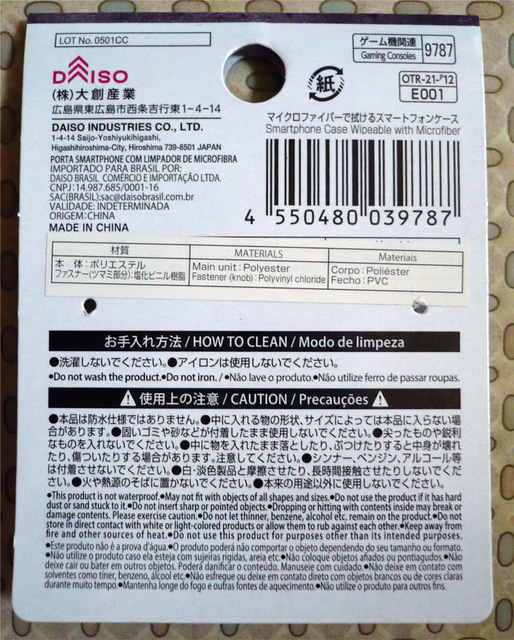 LOT No. 0501CC
ゲーム機関連
Gaming Consoles
9787
OTR-21-P12
E001
紙
DAISO
(株)大創産業
広島県東広島市西条吉行東1-4-14
DAISO INDUSTRIES CO., LTD.
1-4-14 Saijo-Yoshiyukihigashi,
Higashihiroshima-City, Hiroshima 739-8501 JAPAN
PORTA SMARTPHONE COM LIMPADOR DE MICROFIBRA
IMPORTADO PARA BRASIL POR:
DAISO BRASIL COMÉRCIO E IMPORTAÇÃO LTDA.
CNPJ:14.987.685/0001-16
SAC(BRASIL):sac@daisobrasil.com.br
VALIDADE: INDETERMINADA
ORIGEM:CHINA
MADE IN CHINA
マイクロファイバーで拭けるスマートフォンケース
Smartphone Case Wipeable with Microfiber
4 550480 039787
材質
本体:ポリエステル
ファスナー(ツマミ部分):塩化ビニル樹脂
MATERIALS
Main unit : Polyester
Fastener (knob) : Polyvinyl chloride
Materiais
Corpo : Poliéster
Fecho : PVC
お手入れ方法 / HOW TO CLEAN / Modo de limpeza
●洗濯しないでください。●アイロンは使用しないでください。
●Do not wash the product. ●Do not iron. / ●Não lave o produto. ●Não utilize ferro de passar roupas.
使用上の注意 / CAUTION / Precauções
●本品は防水仕様ではありません。●中に入れる物の形状、サイズによっては本品に入らない場
合があります。●固いゴミや砂などが付着したまま使用しないでください。●尖ったものや鋭利
なものを入れないでください。●中に物を入れたまま落としたり、ぶつけたりすると中身が壊れ
たり、傷ついたりする場合があります。注意してください。●シンナー、ベンジン、アルコール等
は付着させないでください。●白・淡色製品と摩擦させたり、長時間接触させたりしないでくだ
さい。●火や熱源のそばに置かないでください。●本来の用途以外に使用しないでください。
●This product is not waterproof. ●May not fit with objects of all shapes and sizes. ●Do not use the product if it has hard
dust or sand stuck to it. ●Do not insert sharp or pointed objects. ●Dropping or hitting with contents inside may break or
damage contents. Please exercise caution. ●Do not let thinner, benzene, alcohol etc. remain on the product. ●Do not
store in direct contact with white or light-colored products or allow them to rub against each other. ●Keep away from
fire and other sources of heat. ●Do not use this product for purposes other than its intended purposes.
●Este produto não é a prova d'água. ●O produto poderá não comportar o objeto dependendo do seu tamanho ou formato.
●Não utilize o produto caso ela esteja com sujeiras rígidas, areia etc. ●Não coloque objetos afiados ou pontiagudos. ●Não
deixe cair ou bater em outros objetos. Poderá danificar o conteúdo. Manuseie com cuidado. ●Não deixe em contato com
solventes como tiner, benzeno, álcool etc. ●Não esfregue ou deixe em contato direto com objetos brancos ou de cores claras
durante muito tempo. ●Mantenha longe do fogo e outras fontes de aquecimento. ●Não utilize o produto para outros fins.